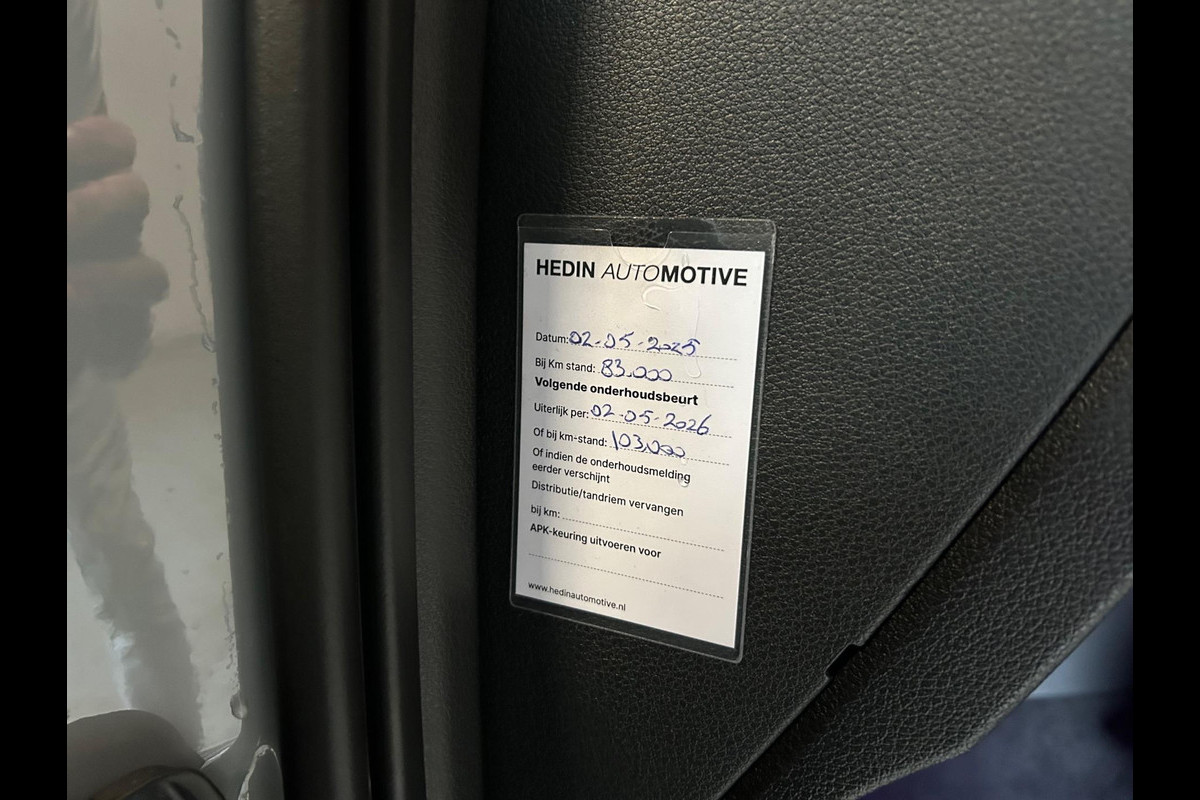 HEDIN AUTOMOTIVE
Datum: 02-05-2025
Bij Km stand: 83.000
Volgende onderhoudsbeurt
Uiterlijk per: 02-05-2026
Of bij km-stand: 103.000
Of indien de onderhoudsmelding
eerder verschijnt
Distributie/tandriem vervangen
bij km:
APK-keuring uitvoeren voor
www.hedinautomotive.nl